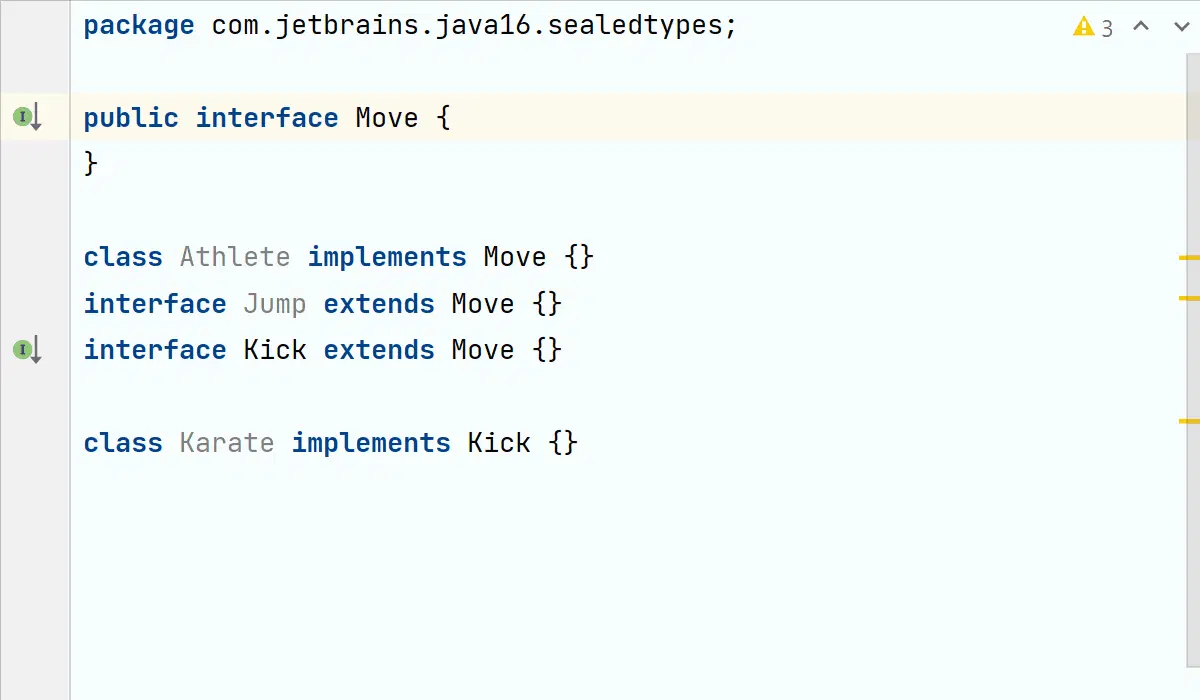 package com.jetbrains.java16.sealedtypes;
3
public interface Move {
}
class Athlete implements Move {}
interface Jump extends Move {}
interface Kick extends Move {}
class Karate implements Kick {}